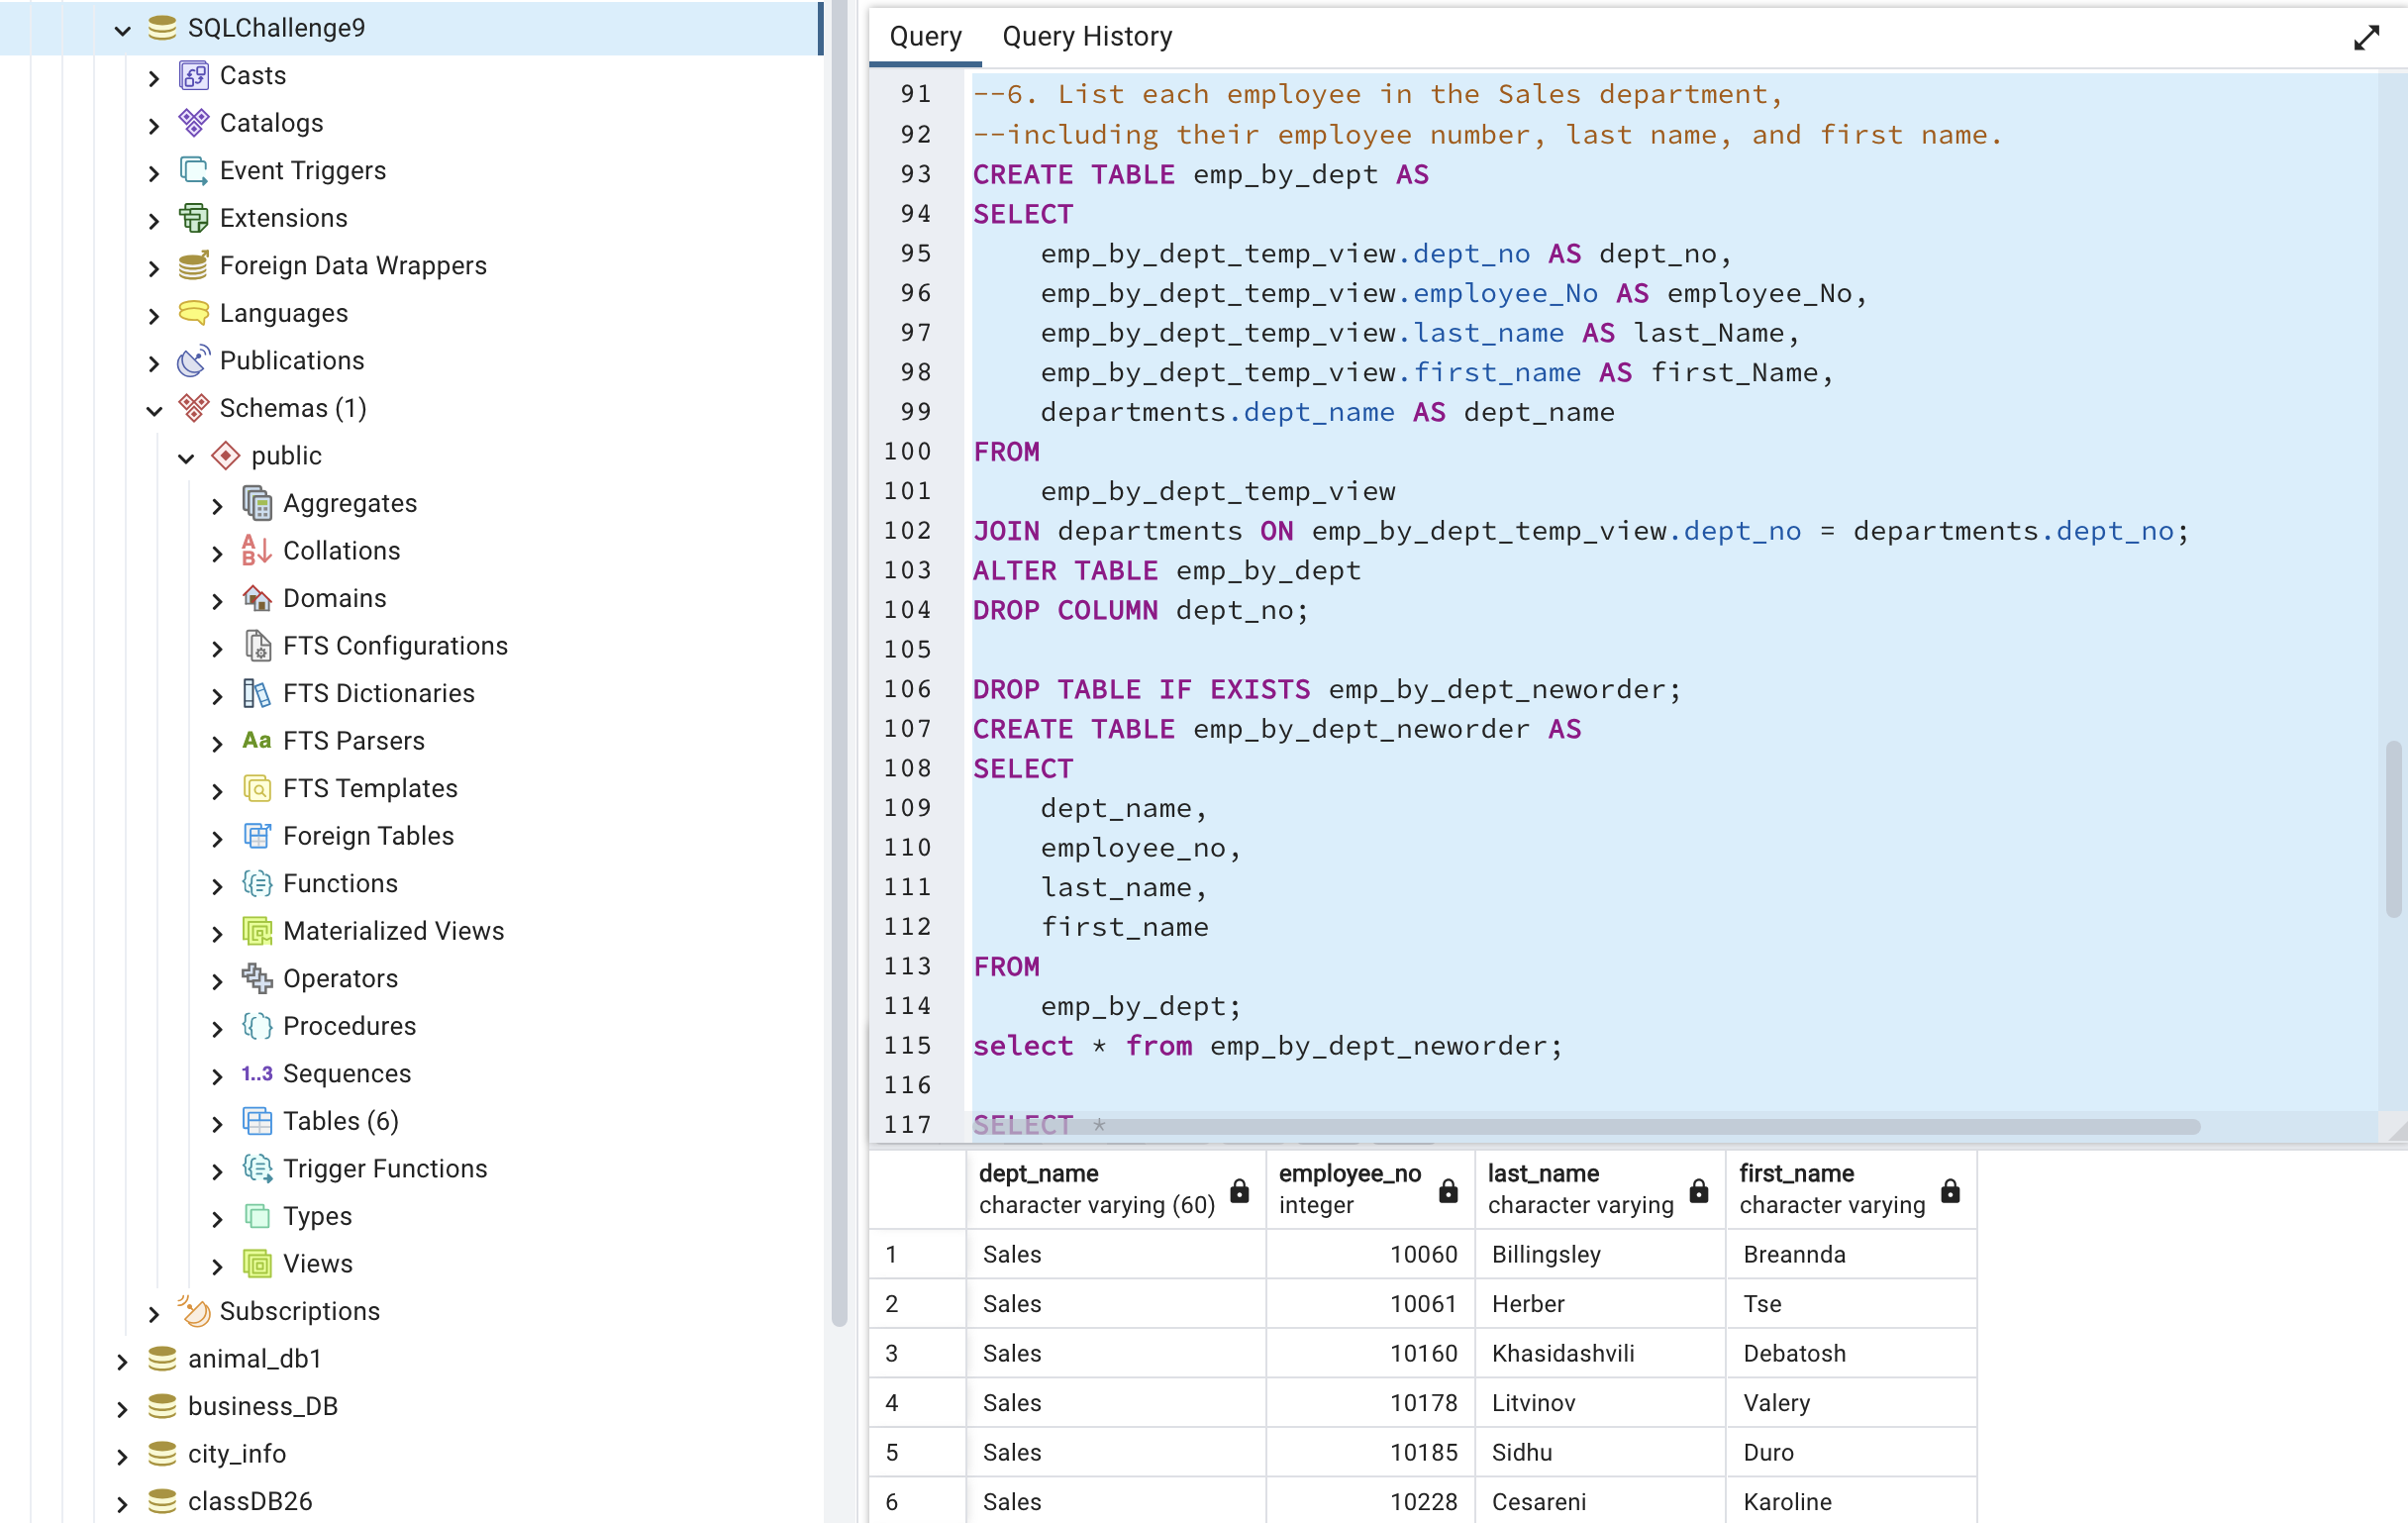 SQLChallenge9
Casts
Catalogs
Event Triggers
Extensions
Foreign Data Wrappers
Languages
Publications
Schemas (1)
public
Aggregates
Collations
Domains
FTS Configurations
FTS Dictionaries
Aa FTS Parsers
FTS Templates
Foreign Tables
Functions
Materialized Views
Operators
Procedures
1..3 Sequences
Tables (6)
Trigger Functions
Types
Views
Subscriptions
animal_db1
business_DB
city_info
classDB26
Query Query History
91 --6. List each employee in the Sales department,
92 --including their employee number, last name, and first name.
93 CREATE TABLE emp_by_dept AS
94 SELECT
95 emp_by_dept_temp_view.dept_no AS dept_no,
96 emp_by_dept_temp_view.employee_No AS employee_No,
97 emp_by_dept_temp_view.last_name AS last_Name,
98 emp_by_dept_temp_view.first_name AS first_Name,
99 departments.dept_name AS dept_name
100 FROM
101 emp_by_dept_temp_view
102 JOIN departments ON emp_by_dept_temp_view.dept_no = departments.dept_no;
103 ALTER TABLE emp_by_dept
104 DROP COLUMN dept_no;
105
106 DROP TABLE IF EXISTS emp_by_dept_neworder;
107 CREATE TABLE emp_by_dept_neworder AS
108 SELECT
109 dept_name,
110 employee_no,
111 last_name,
112 first_name
113 FROM
114 emp_by_dept;
115 select * from emp_by_dept_neworder;
116
117 SELECT *
dept_name employee_no last_name first_name
character varying (60) integer character varying character varying
1 Sales 10060 Billingsley Breannda
2 Sales 10061 Herber Tse
3 Sales 10160 Khasidashvili Debatosh
4 Sales 10178 Litvinov Valery
5 Sales 10185 Sidhu Duro
6 Sales 10228 Cesareni Karoline